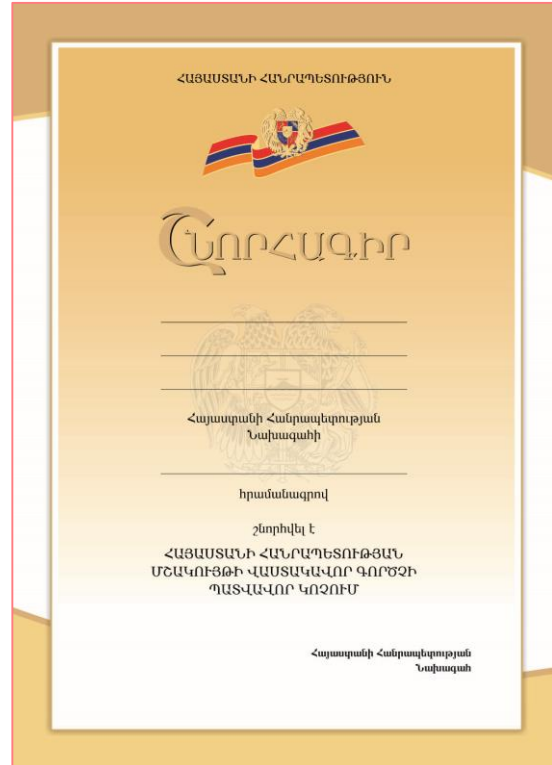 ՀԱՅԱՍՏԱՆԻ ՀԱՆՐԱՊԵՏՈՒԹՅՈՒՆ
ՇՆՈՐՀԱԳԻՐ
Հայաստանի Հանրապետության
Նախագահի
հրամանագրով
շնորհվել է
ՀԱՅԱՍՏԱՆԻ ՀԱՆՐԱՊԵՏՈՒԹՅԱՆ
ՄՇԱԿՈՒՅԹԻ ՎԱՍՏԱԿԱՎՈՐ ԳՈՐԾՉԻ
ՊԱՏՎԱՎՈՐ ԿՈՉՈՒՄ
Հայաստանի Հանրապետության
Նախագահ